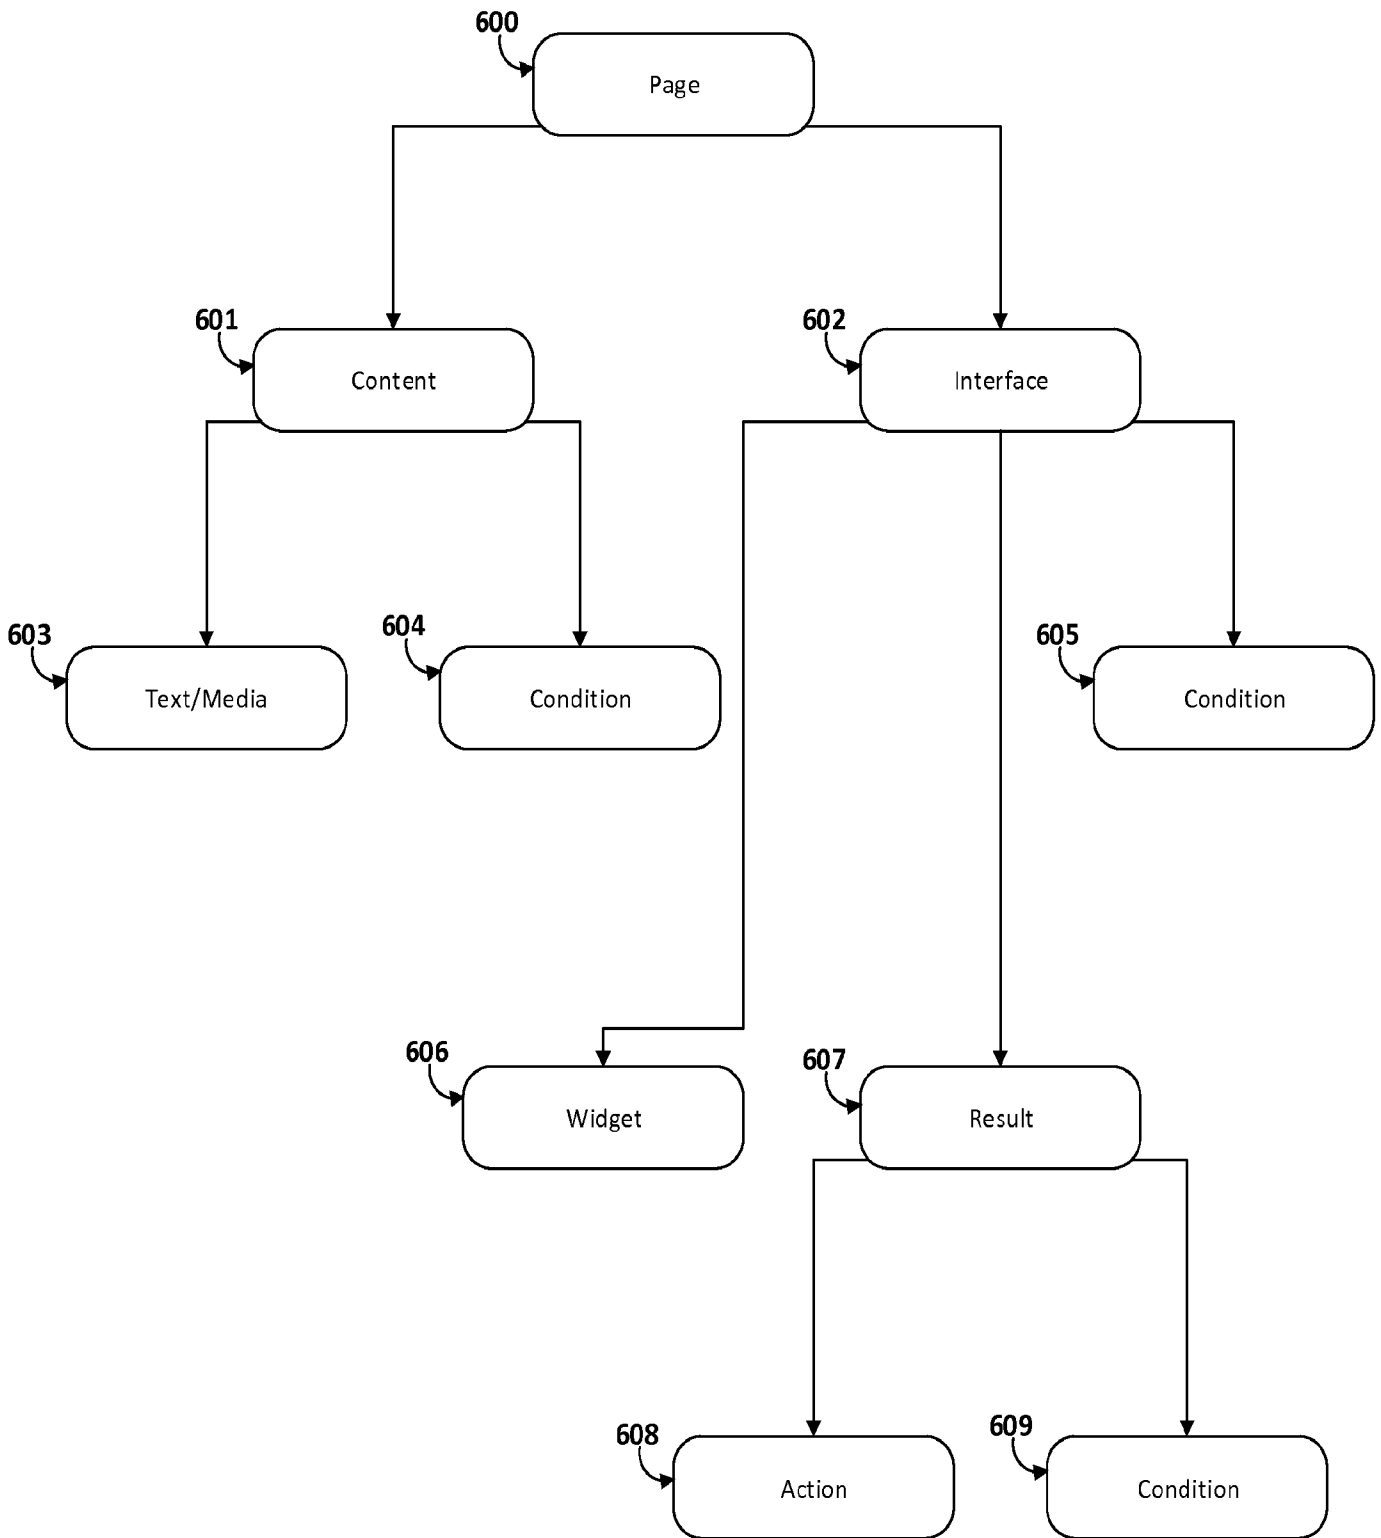 600
Page
601
Content
602
Interface
603
Text/Media
604
Condition
605
Condition
606
Widget
607
Result
608
Action
609
Condition